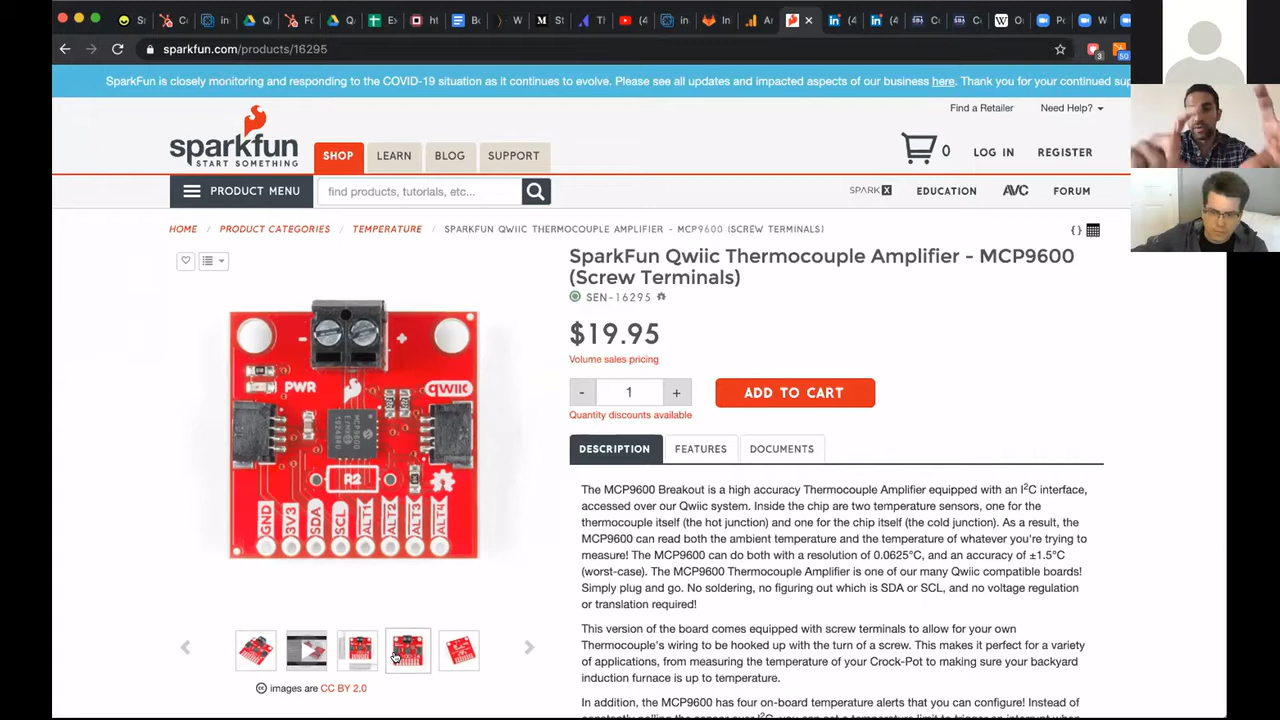 sparkfun.com/products/16295
3
50
SparkFun is closely monitoring and responding to the COVID-19 situation as it continues to evolve. Please see all updates and impacted aspects of our business here. Thank you for your continued
Find a Retailer
Need Help?
sparkfun
START SOMETHING
SHOP
LEARN
BLOG
SUPPORT
0
LOG IN
REGISTER
PRODUCT MENU
find products, tutorials, etc...
SPARK X
EDUCATION
AVC
FORUM
HOME / PRODUCT CATEGORIES / TEMPERATURE / SPARKFUN QWIIC THERMOCOUPLE AMPLIFIER - MCP9600 (SCREW TERMINALS)
{ }
SparkFun Qwiic Thermocouple Amplifier - MCP9600
(Screw Terminals)
SEN-16295
$19.95
Volume sales pricing
- 1 +
ADD TO CART
Quantity discounts available
DESCRIPTION
FEATURES
DOCUMENTS
- +
PWR
qwiic
MCP9600
R2
GND
3V3
SDA
SCL
ALT1
ALT2
ALT3
ALT4
The MCP9600 Breakout is a high accuracy Thermocouple Amplifier equipped with an I²C interface,
accessed over our Qwiic system. Inside the chip are two temperature sensors, one for the
thermocouple itself (the hot junction) and one for the chip itself (the cold junction). As a result, the
MCP9600 can read both the ambient temperature and the temperature of whatever you're trying to
measure! The MCP9600 can do both with a resolution of 0.0625°C, and an accuracy of ±1.5°C
(worst-case). The MCP9600 Thermocouple Amplifier is one of our many Qwiic compatible boards!
Simply plug and go. No soldering, no figuring out which is SDA or SCL, and no voltage regulation
or translation required!
This version of the board comes equipped with screw terminals to allow for your own
Thermocouple's wiring to be hooked up with the turn of a screw. This makes it perfect for a variety
of applications, from measuring the temperature of your Crock-Pot to making sure your backyard
induction furnace is up to temperature.
In addition, the MCP9600 has four on-board temperature alerts that you can configure! Instead of
cc images are CC BY 2.0